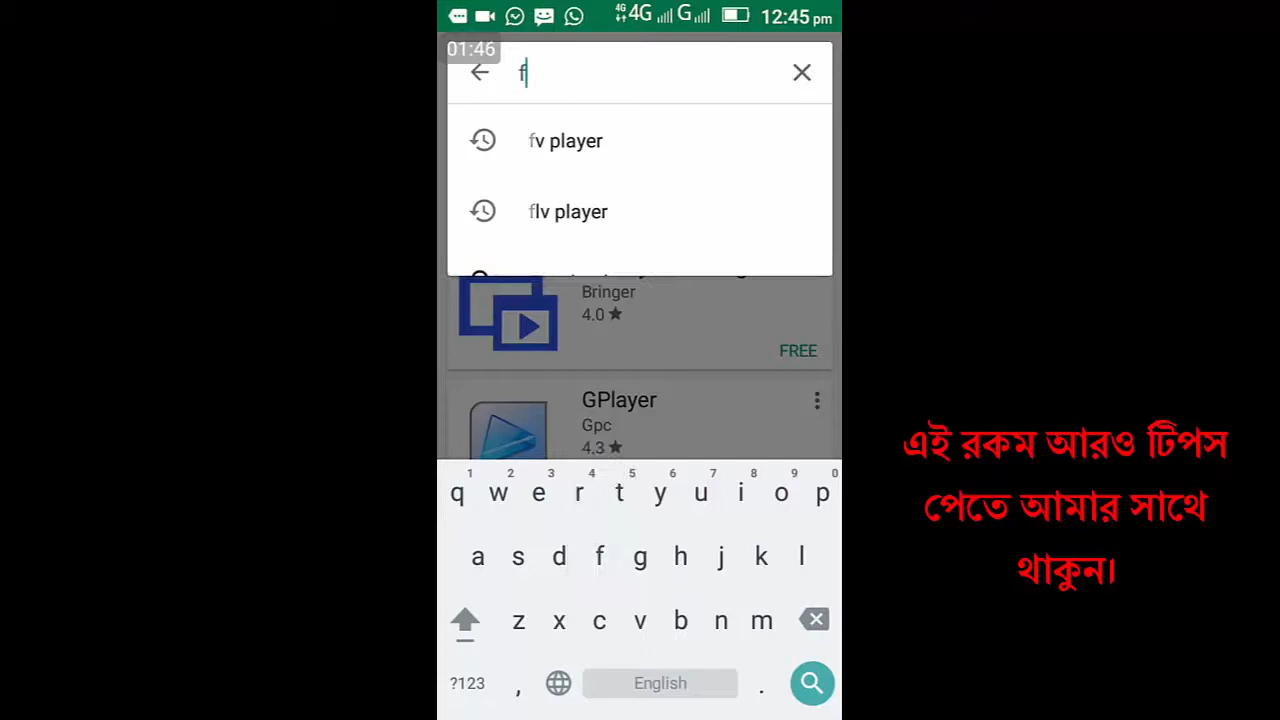 4G 4G G 12:45 pm
01:46
f
fv player
flv player
Bringer
4.0
FREE
GPlayer
Gpc
4.3
1 2 3 4 5 6 7 8 9 0
q w e r t y u i o p
a s d f g h j k l
z x c v b n m
?123 , English .
এই রকম আরও টিপস
পেতে আমার সাথে
থাকুন।